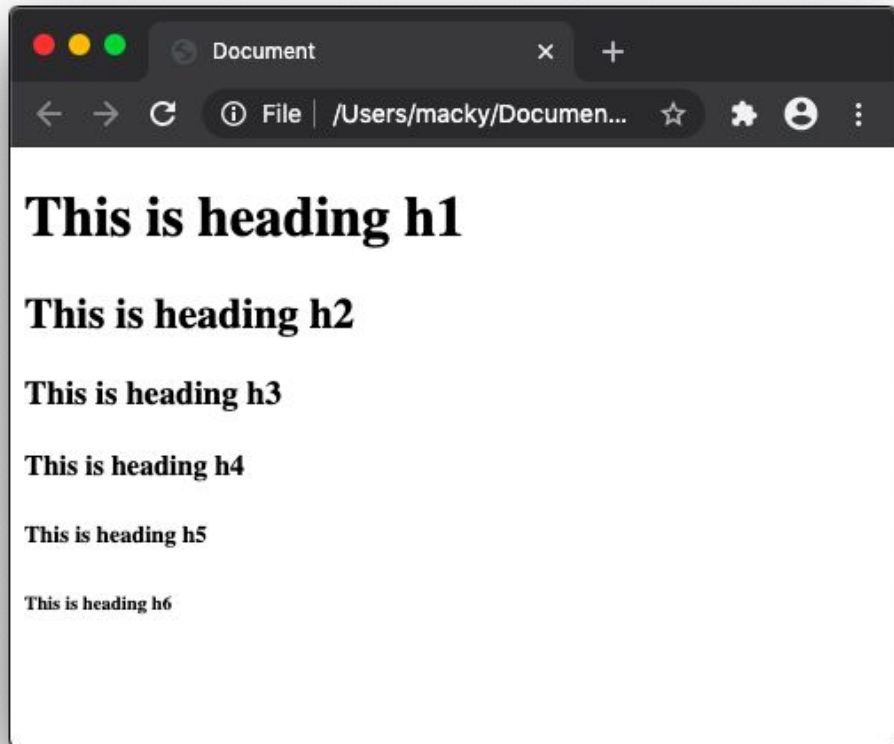 Document
File /Users/macky/Documen...
This is heading h1
This is heading h2
This is heading h3
This is heading h4
This is heading h5
This is heading h6